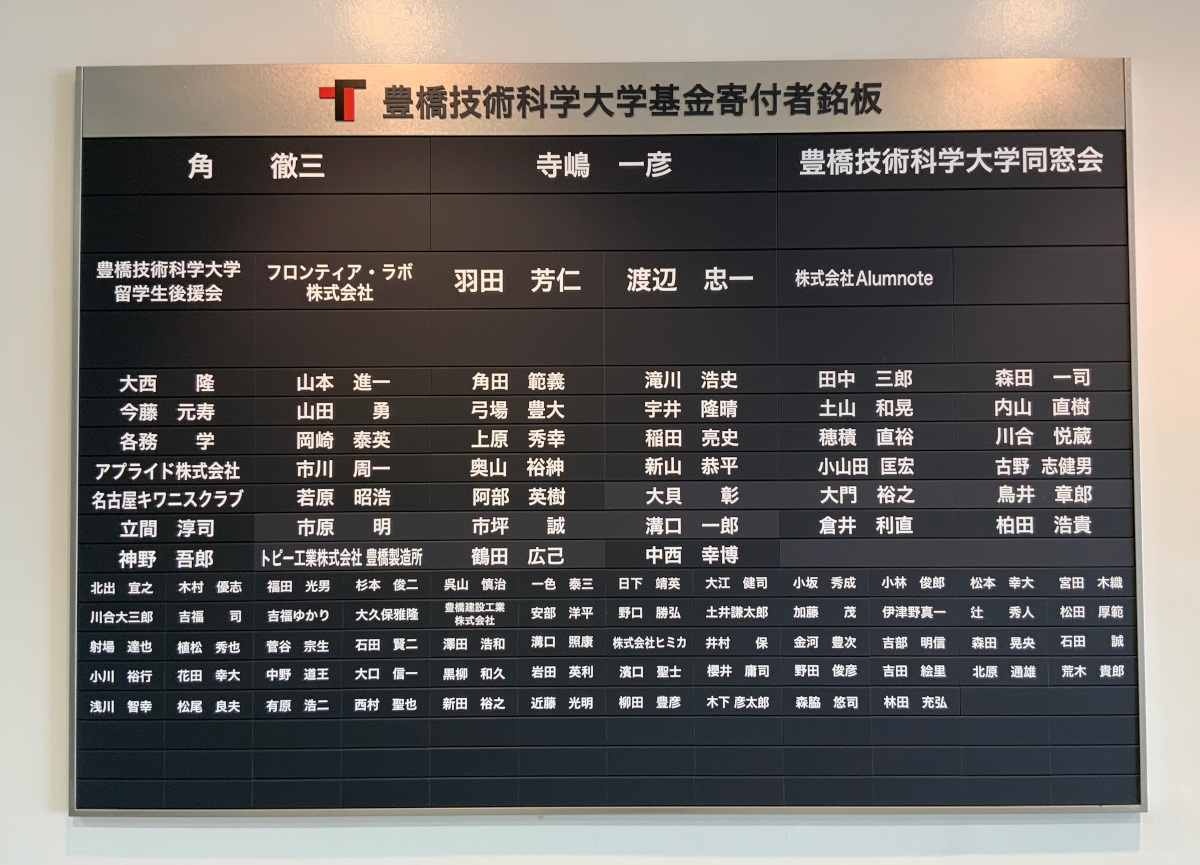 豊橋技術科学大学基金寄付者銘板
角　徹三　寺嶋　一彦　豊橋技術科学大学同窓会
豊橋技術科学大学
留学生後援会
フロンティア・ラボ
株式会社
羽田　芳仁　渡辺　忠一　株式会社Alumnote
大西　隆　山本　進一　角田　範義　滝川　浩史　田中　三郎　森田　一司
今藤　元寿　山田　勇　弓場　豊大　宇井　隆晴　土山　和晃　内山　直樹
各務　学　岡崎　泰英　上原　秀幸　稲田　亮史　穂積　直裕　川合　悦蔵
アプライド株式会社　市川　周一　奥山　裕紳　新山　恭平　小山田　匡宏　古野　志健男
名古屋キワニスクラブ　若原　昭浩　阿部　英樹　大貝　彰　大門　裕之　鳥井　章郎
立間　淳司　市原　明　市坪　誠　溝口　一郎　倉井　利直　柏田　浩貴
神野　吾郎　トピー工業株式会社 豊橋製造所　鶴田　広己　中西　幸博
北出　宜之　木村　優志　福田　光男　杉本　俊二　呉山　慎治　一色　泰三　日下　靖英　大江　健司　小坂　秀成　小林　俊郎　松本　幸大　宮田　木織
川合大三郎　吉福　司　吉福ゆかり　大久保雅隆　豊橋建設工業
株式会社　安部　洋平　野口　勝弘　土井謙太郎　加藤　茂　伊津野真一　辻　秀人　松田　厚範
射場　達也　植松　秀也　菅谷　宗生　石田　賢二　澤田　浩和　溝口　照康　株式会社ヒミカ　井村　保　金河　豊次　吉部　明信　森田　晃央　石田　誠
小川　裕行　花田　幸大　中野　道王　大口　信一　黒柳　和久　岩田　英利　濱口　聖士　櫻井　庸司　野田　俊彦　吉田　絵里　北原　通雄　荒木　貴郎
浅川　智幸　松尾　良夫　有原　浩二　西村　聖也　新田　裕之　近藤　光明　柳田　豊彦　木下 彦太郎　森脇　悠司　林田　充弘